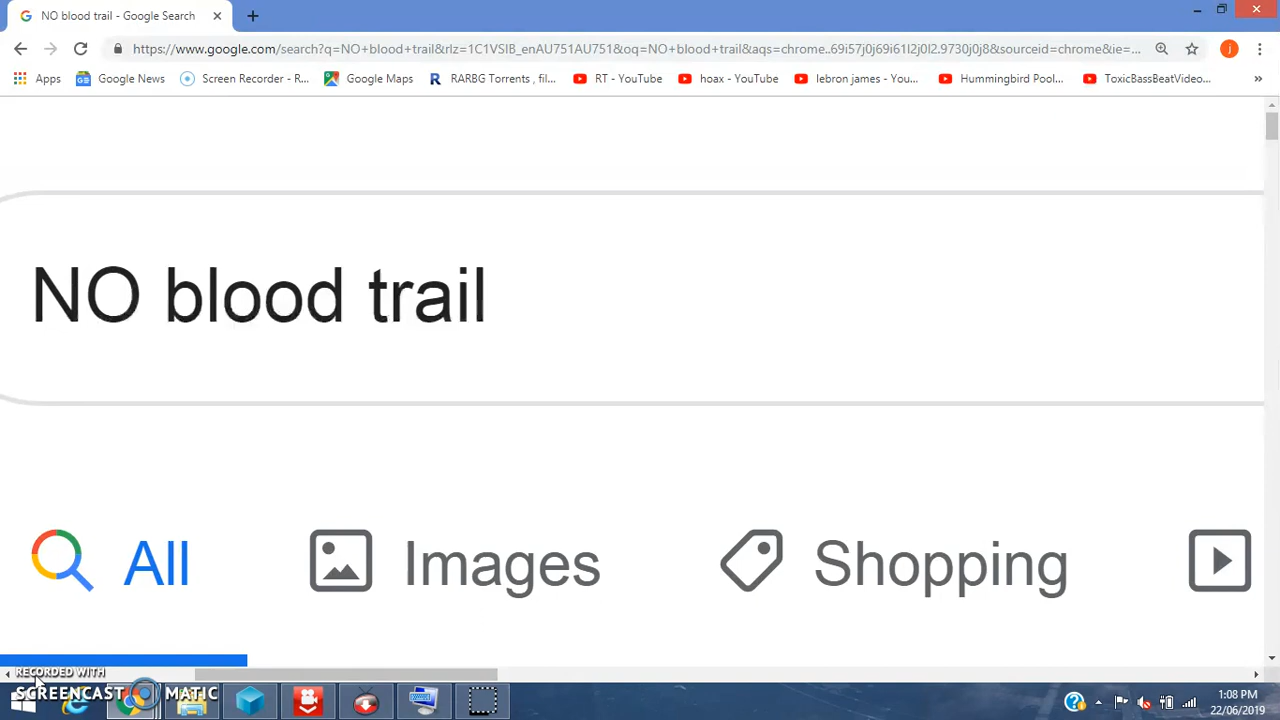 NO blood trail - Google Search
https://www.google.com/search?q=NO+blood+trail&rlz=1C1VSIB_enAU751AU751&oq=NO+blood+trail&aqs=chrome..69i57j0j69i61l2j0l2.9730j0j8&sourceid=chrome&ie=...
j
Apps Google News Screen Recorder - R... Google Maps RARBG Torrents , fil... RT - YouTube hoax - YouTube lebron james - You... Hummingbird Pool... ToxicBassBeatVideo... »
NO blood trail
All Images Shopping
RECORDED WITH
SCREENCAST MATIC
1:08 PM
22/06/2019